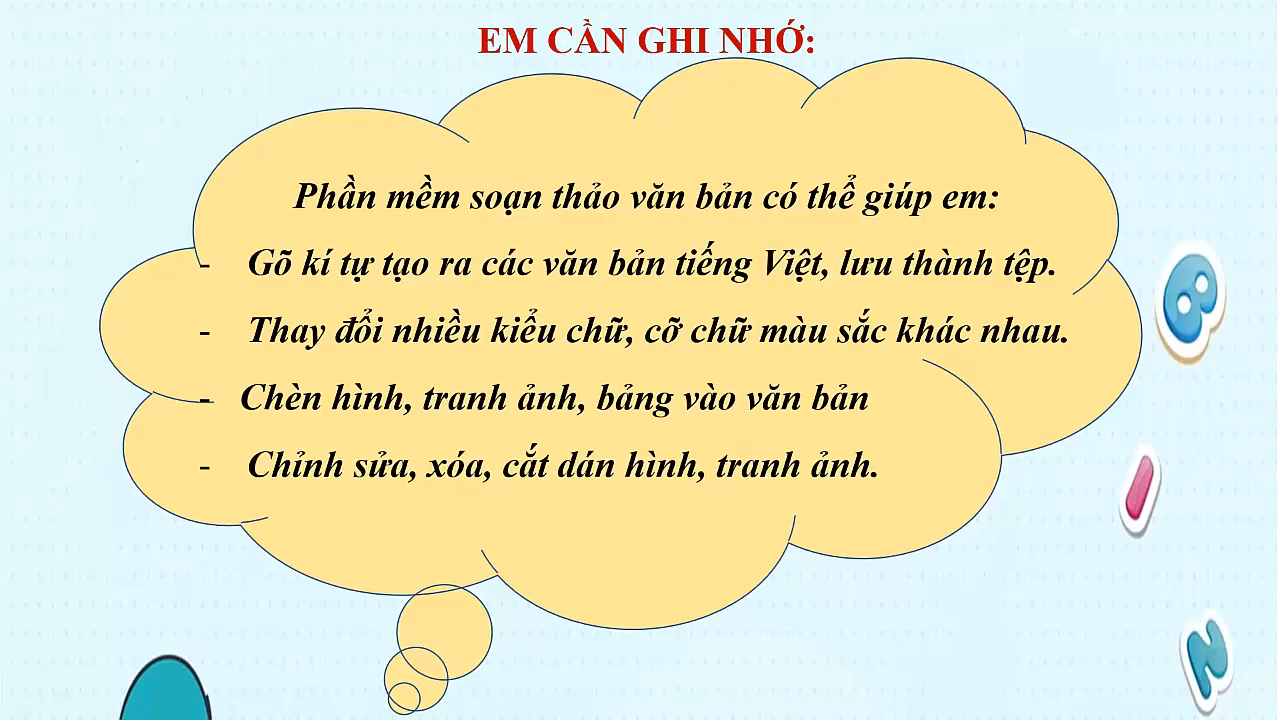 EM CẦN GHI NHỚ:
Phần mềm soạn thảo văn bản có thể giúp em:
- Gõ kí tự tạo ra các văn bản tiếng Việt, lưu thành tệp.
- Thay đổi nhiều kiểu chữ, cỡ chữ màu sắc khác nhau.
- Chèn hình, tranh ảnh, bảng vào văn bản
- Chỉnh sửa, xóa, cắt dán hình, tranh ảnh.
8
N